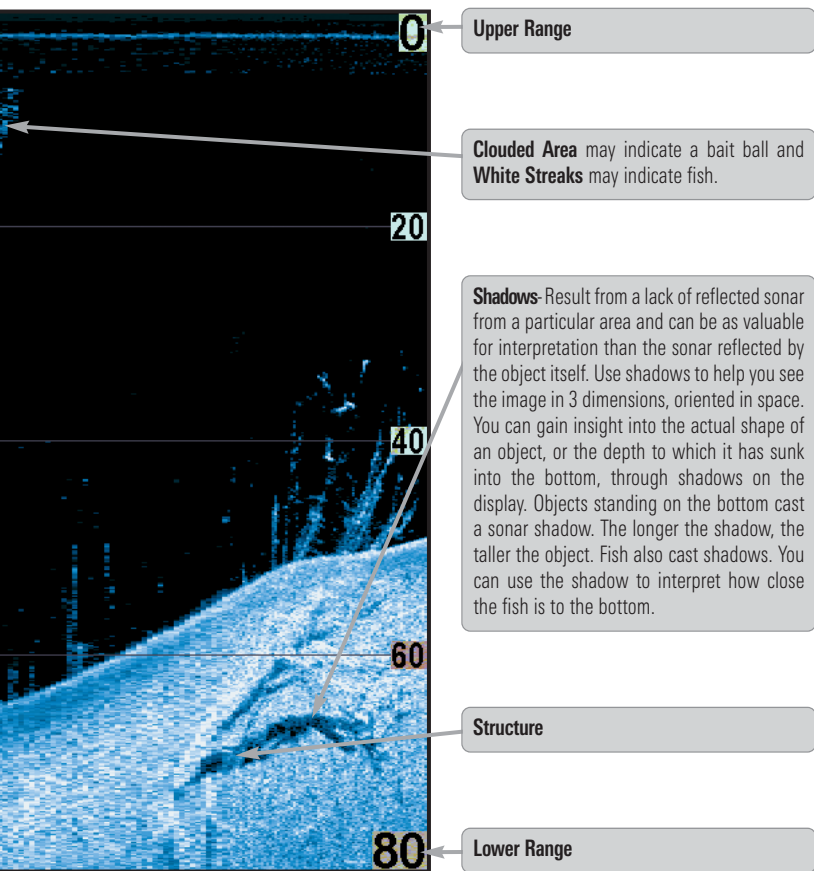 0
Upper Range
Clouded Area may indicate a bait ball and
White Streaks may indicate fish.
20
Shadows- Result from a lack of reflected sonar
from a particular area and can be as valuable
for interpretation than the sonar reflected by
the object itself. Use shadows to help you see
the image in 3 dimensions, oriented in space.
You can gain insight into the actual shape of
an object, or the depth to which it has sunk
into the bottom, through shadows on the
display. Objects standing on the bottom cast
a sonar shadow. The longer the shadow, the
taller the object. Fish also cast shadows. You
can use the shadow to interpret how close
the fish is to the bottom.
40
60
Structure
80
Lower Range